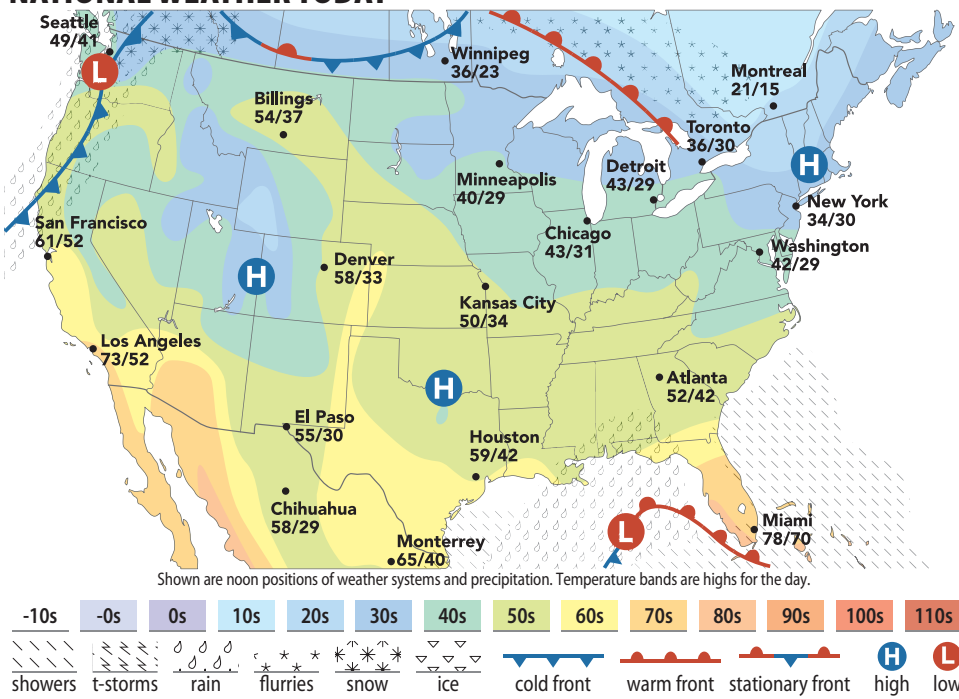 NATIONAL WEATHER TODAY
Seattle
49/41
L
Winnipeg
36/23
Montreal
21/15
Billings
54/37
Toronto
36/30
Minneapolis
40/29
Detroit
43/29
H
New York
34/30
San Francisco
61/52
Chicago
43/31
Washington
42/29
Denver
58/33
H
Kansas City
50/34
Los Angeles
73/52
H
Atlanta
52/42
El Paso
55/30
Houston
59/42
Chihuahua
58/29
L
Miami
78/70
Monterrey
65/40
Shown are noon positions of weather systems and precipitation. Temperature bands are highs for the day.
-10s -0s 0s 10s 20s 30s 40s 50s 60s 70s 80s 90s 100s 110s
H L
showers t-storms rain flurries snow ice cold front warm front stationary front high low